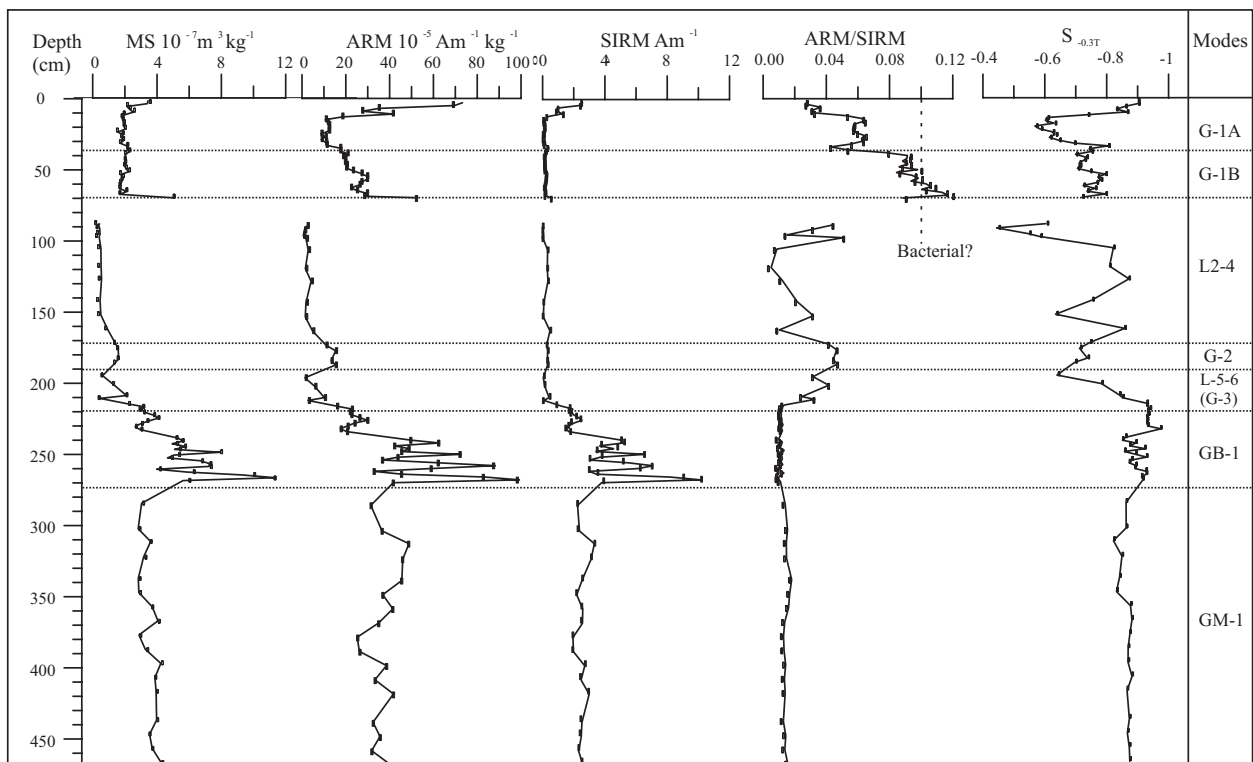 Depth (cm)
MS 10 -7 m 3 kg -1
ARM 10 -5 Am -1 kg -1
SIRM Am -1
ARM/SIRM
S -0.3T
Modes
0 4 8 12
0 20 40 60 80 100
0 4 8 12
0.00 0.04 0.08 0.12
-0.4 -0.6 -0.8 -1
0
50
100
150
200
250
300
350
400
450
Bacterial?
G-1A
G-1B
L2-4
G-2
L-5-6
(G-3)
GB-1
GM-1